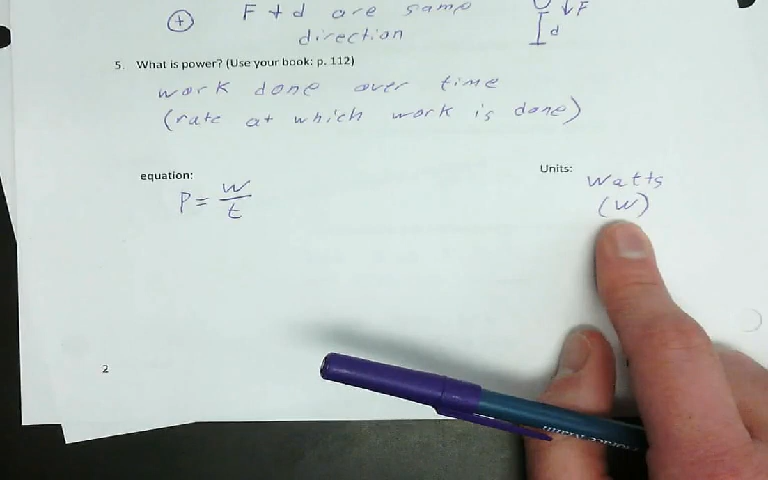 + F + d are same
direction
↓F
d
5. What is power? (Use your book: p. 112)
work done over time
(rate at which work is done)
equation:
P = W/t
Units:
Watts
(W)
2